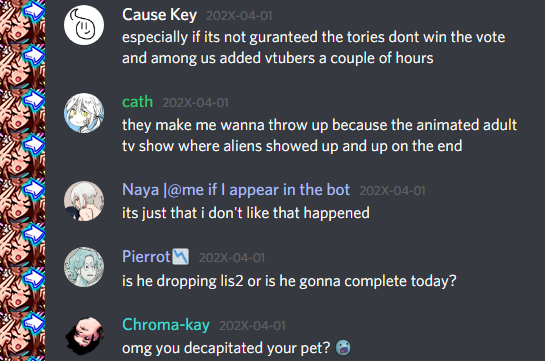 Cause Key 202X-04-01
especially if its not guranteed the tories dont win the vote
and among us added vtubers a couple of hours
cath 202X-04-01
they make me wanna throw up because the animated adult
tv show where aliens showed up and up on the end
Naya |@me if I appear in the bot 202X-04-01
its just that i don't like that happened
Pierrot📉 202X-04-01
is he dropping lis2 or is he gonna complete today?
Chroma-kay 202X-04-01
omg you decapitated your pet?